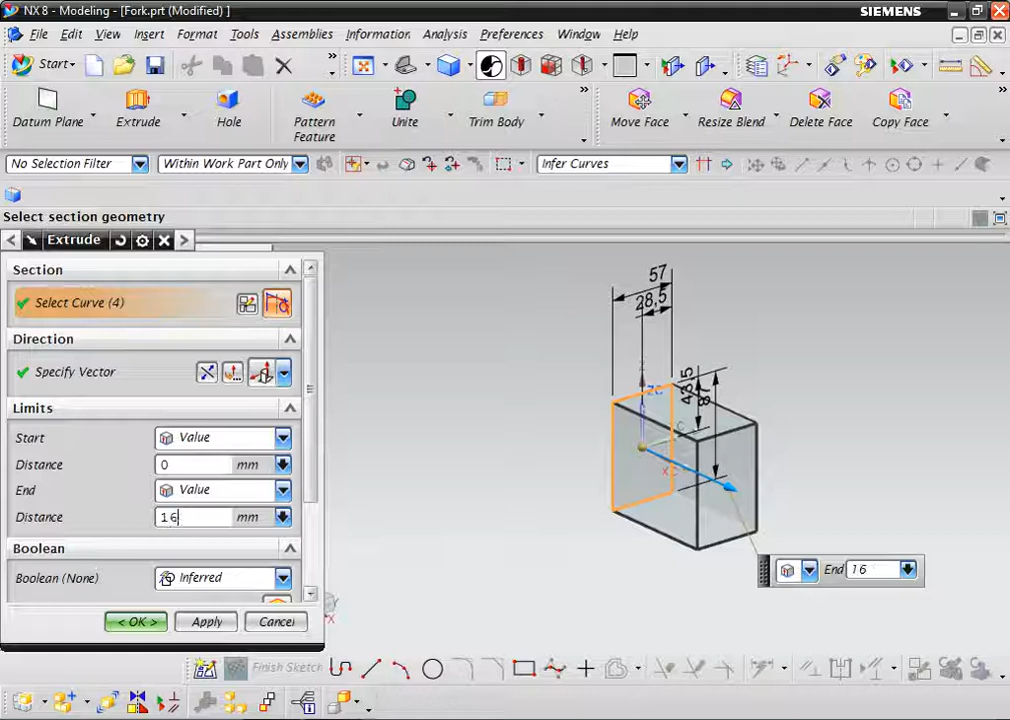 NX 8 - Modeling - [Fork.prt (Modified) ]
SIEMENS
File Edit View Insert Format Tools Assemblies Information Analysis Preferences Window Help
Start
Datum Plane Extrude Hole Pattern Feature Unite Trim Body Move Face Resize Blend Delete Face Copy Face
No Selection Filter Within Work Part Only Infer Curves
Select section geometry
Extrude
Section
Select Curve (4)
Direction
Specify Vector
Limits
Start Value
Distance 0 mm
End Value
Distance 16 mm
Boolean
Boolean (None) Inferred
< OK > Apply Cancel
57
28,5
43,5
87
ZC
End 16
Finish Sketch